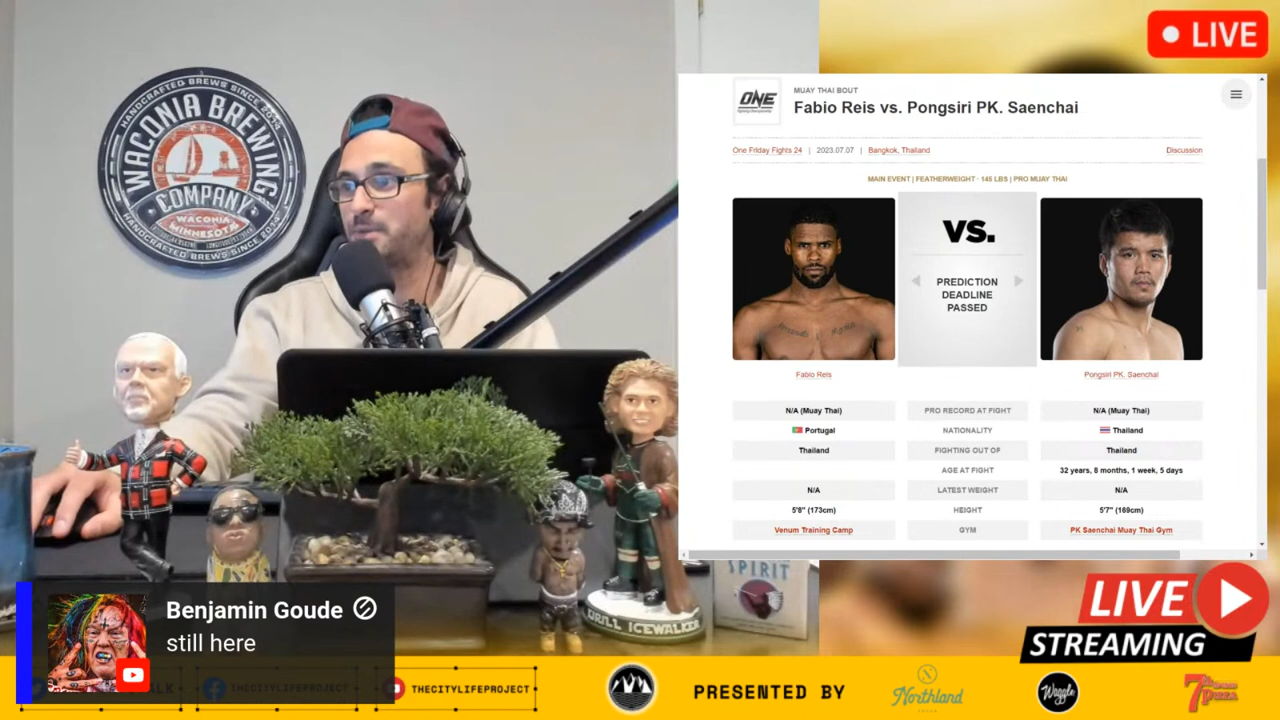 LIVE
HANDCRAFTED BREWS SINCE 2014
WACONIA BREWING
COMPANY
WACONIA
MINNESOTA
HANDCRAFTED BREWS SINCE 2014
ONE
MUAY THAI BOUT
Fabio Reis vs. Pongsiri PK. Saenchai
One Friday Fights 24 | 2023.07.07 | Bangkok, Thailand
Discussion
MAIN EVENT | FEATHERWEIGHT · 145 LBS | PRO MUAY THAI
VS.
PREDICTION
DEADLINE
PASSED
Fabio Reis
Pongsiri PK. Saenchai
N/A (Muay Thai) PRO RECORD AT FIGHT N/A (Muay Thai)
Portugal NATIONALITY Thailand
Thailand FIGHTING OUT OF Thailand
AGE AT FIGHT 32 years, 8 months, 1 week, 5 days
N/A LATEST WEIGHT N/A
5'8" (173cm) HEIGHT 5'7" (169cm)
Venum Training Camp GYM PK Saenchai Muay Thai Gym
SPIRIT
ICEWALKER
Benjamin Goude
still here
LIVE
STREAMING
THECITYLIFEPROJECT
THECITYLIFEPROJECT
PRESENTED BY
Northland
Waggle